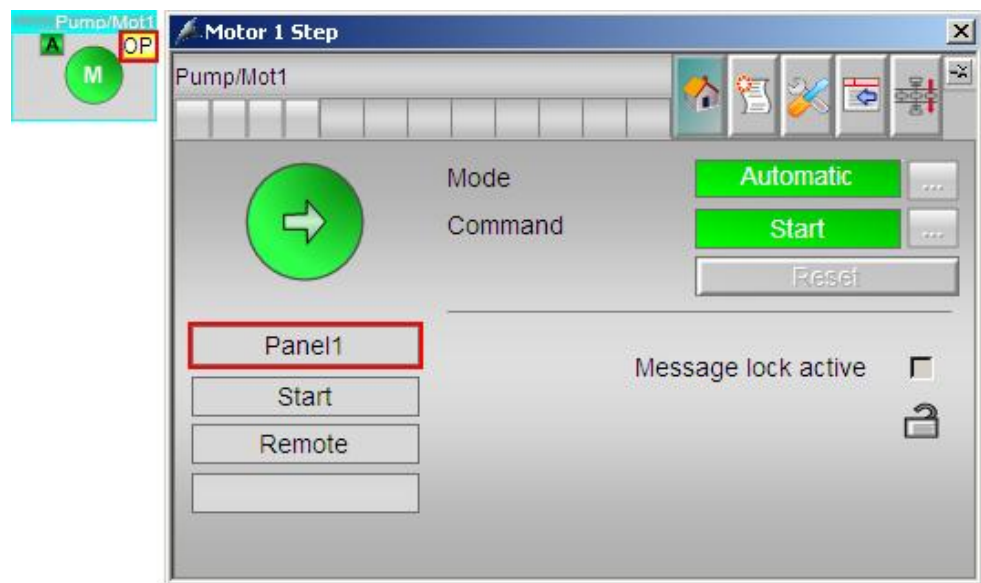 Pump/Mot1
A
OP
M
Motor 1 Step
Pump/Mot1
Mode
Automatic
...
Command
Start
...
Reset
Panel1
Message lock active
Start
Remote